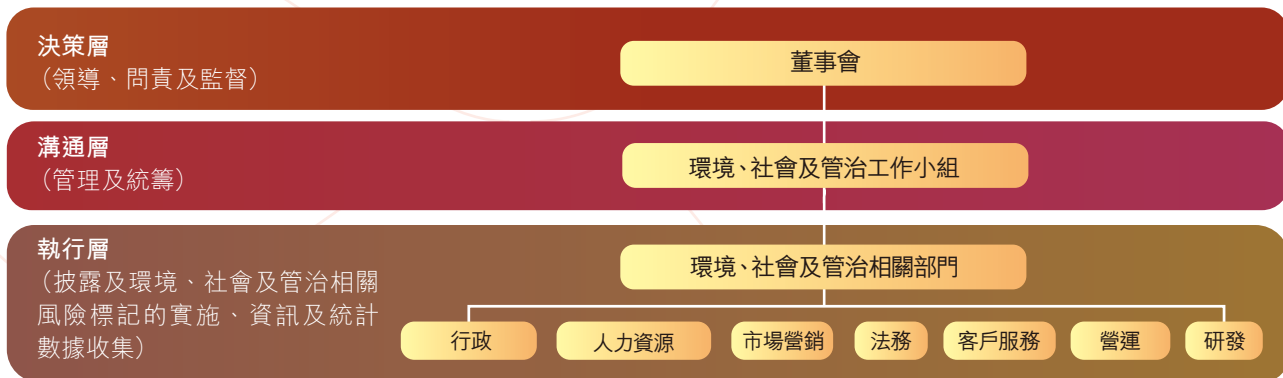 決策層
（領導、問責及監督）
董事會
溝通層
（管理及統籌）
環境、社會及管治工作小組
執行層
（披露及環境、社會及管治相關
風險標記的實施、資訊及統計
數據收集）
環境、社會及管治相關部門
行政
人力資源
市場營銷
法務
客戶服務
營運
研發